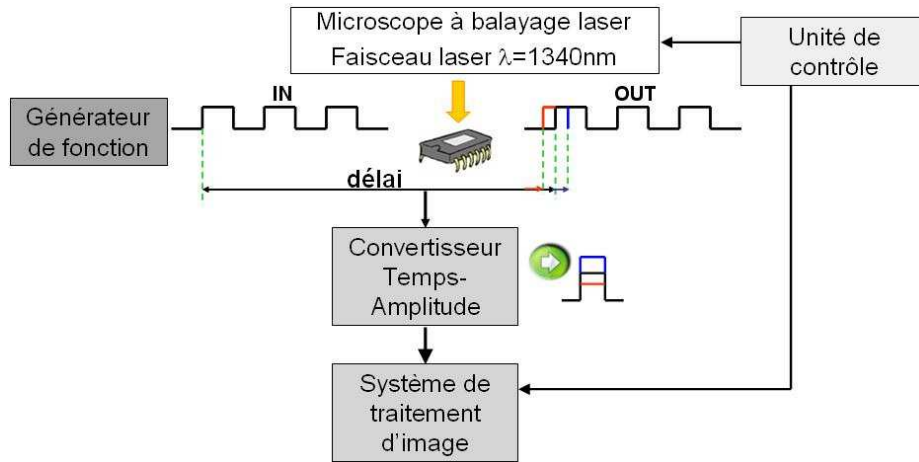 Microscope à balayage laser
Faisceau laser λ=1340nm
Unité de
contrôle
Générateur
de fonction
IN
OUT
délai
Convertisseur
Temps-
Amplitude
Système de
traitement
d'image